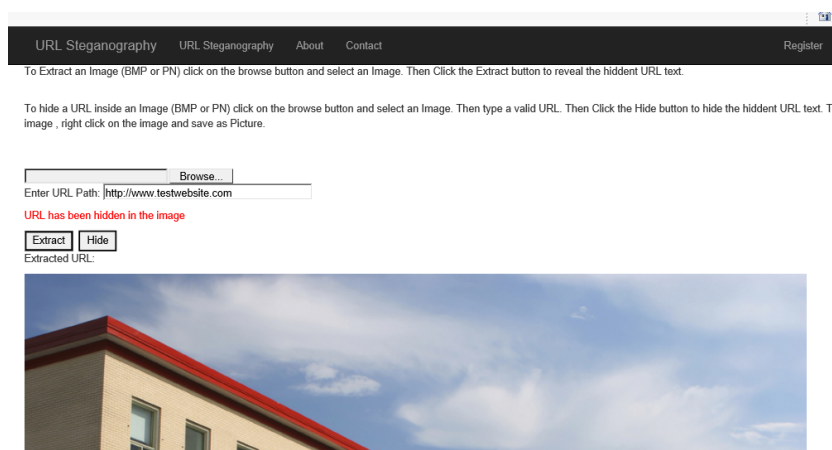 URL Steganography URL Steganography About Contact Register
To Extract an Image (BMP or PN) click on the browse button and select an Image. Then Click the Extract button to reveal the hiddent URL text.
To hide a URL inside an Image (BMP or PN) click on the browse button and select an Image. Then type a valid URL. Then Click the Hide button to hide the hiddent URL text. T
image , right click on the image and save as Picture.
Browse...
Enter URL Path: http://www.testwebsite.com
URL has been hidden in the image
Extract Hide
Extracted URL: